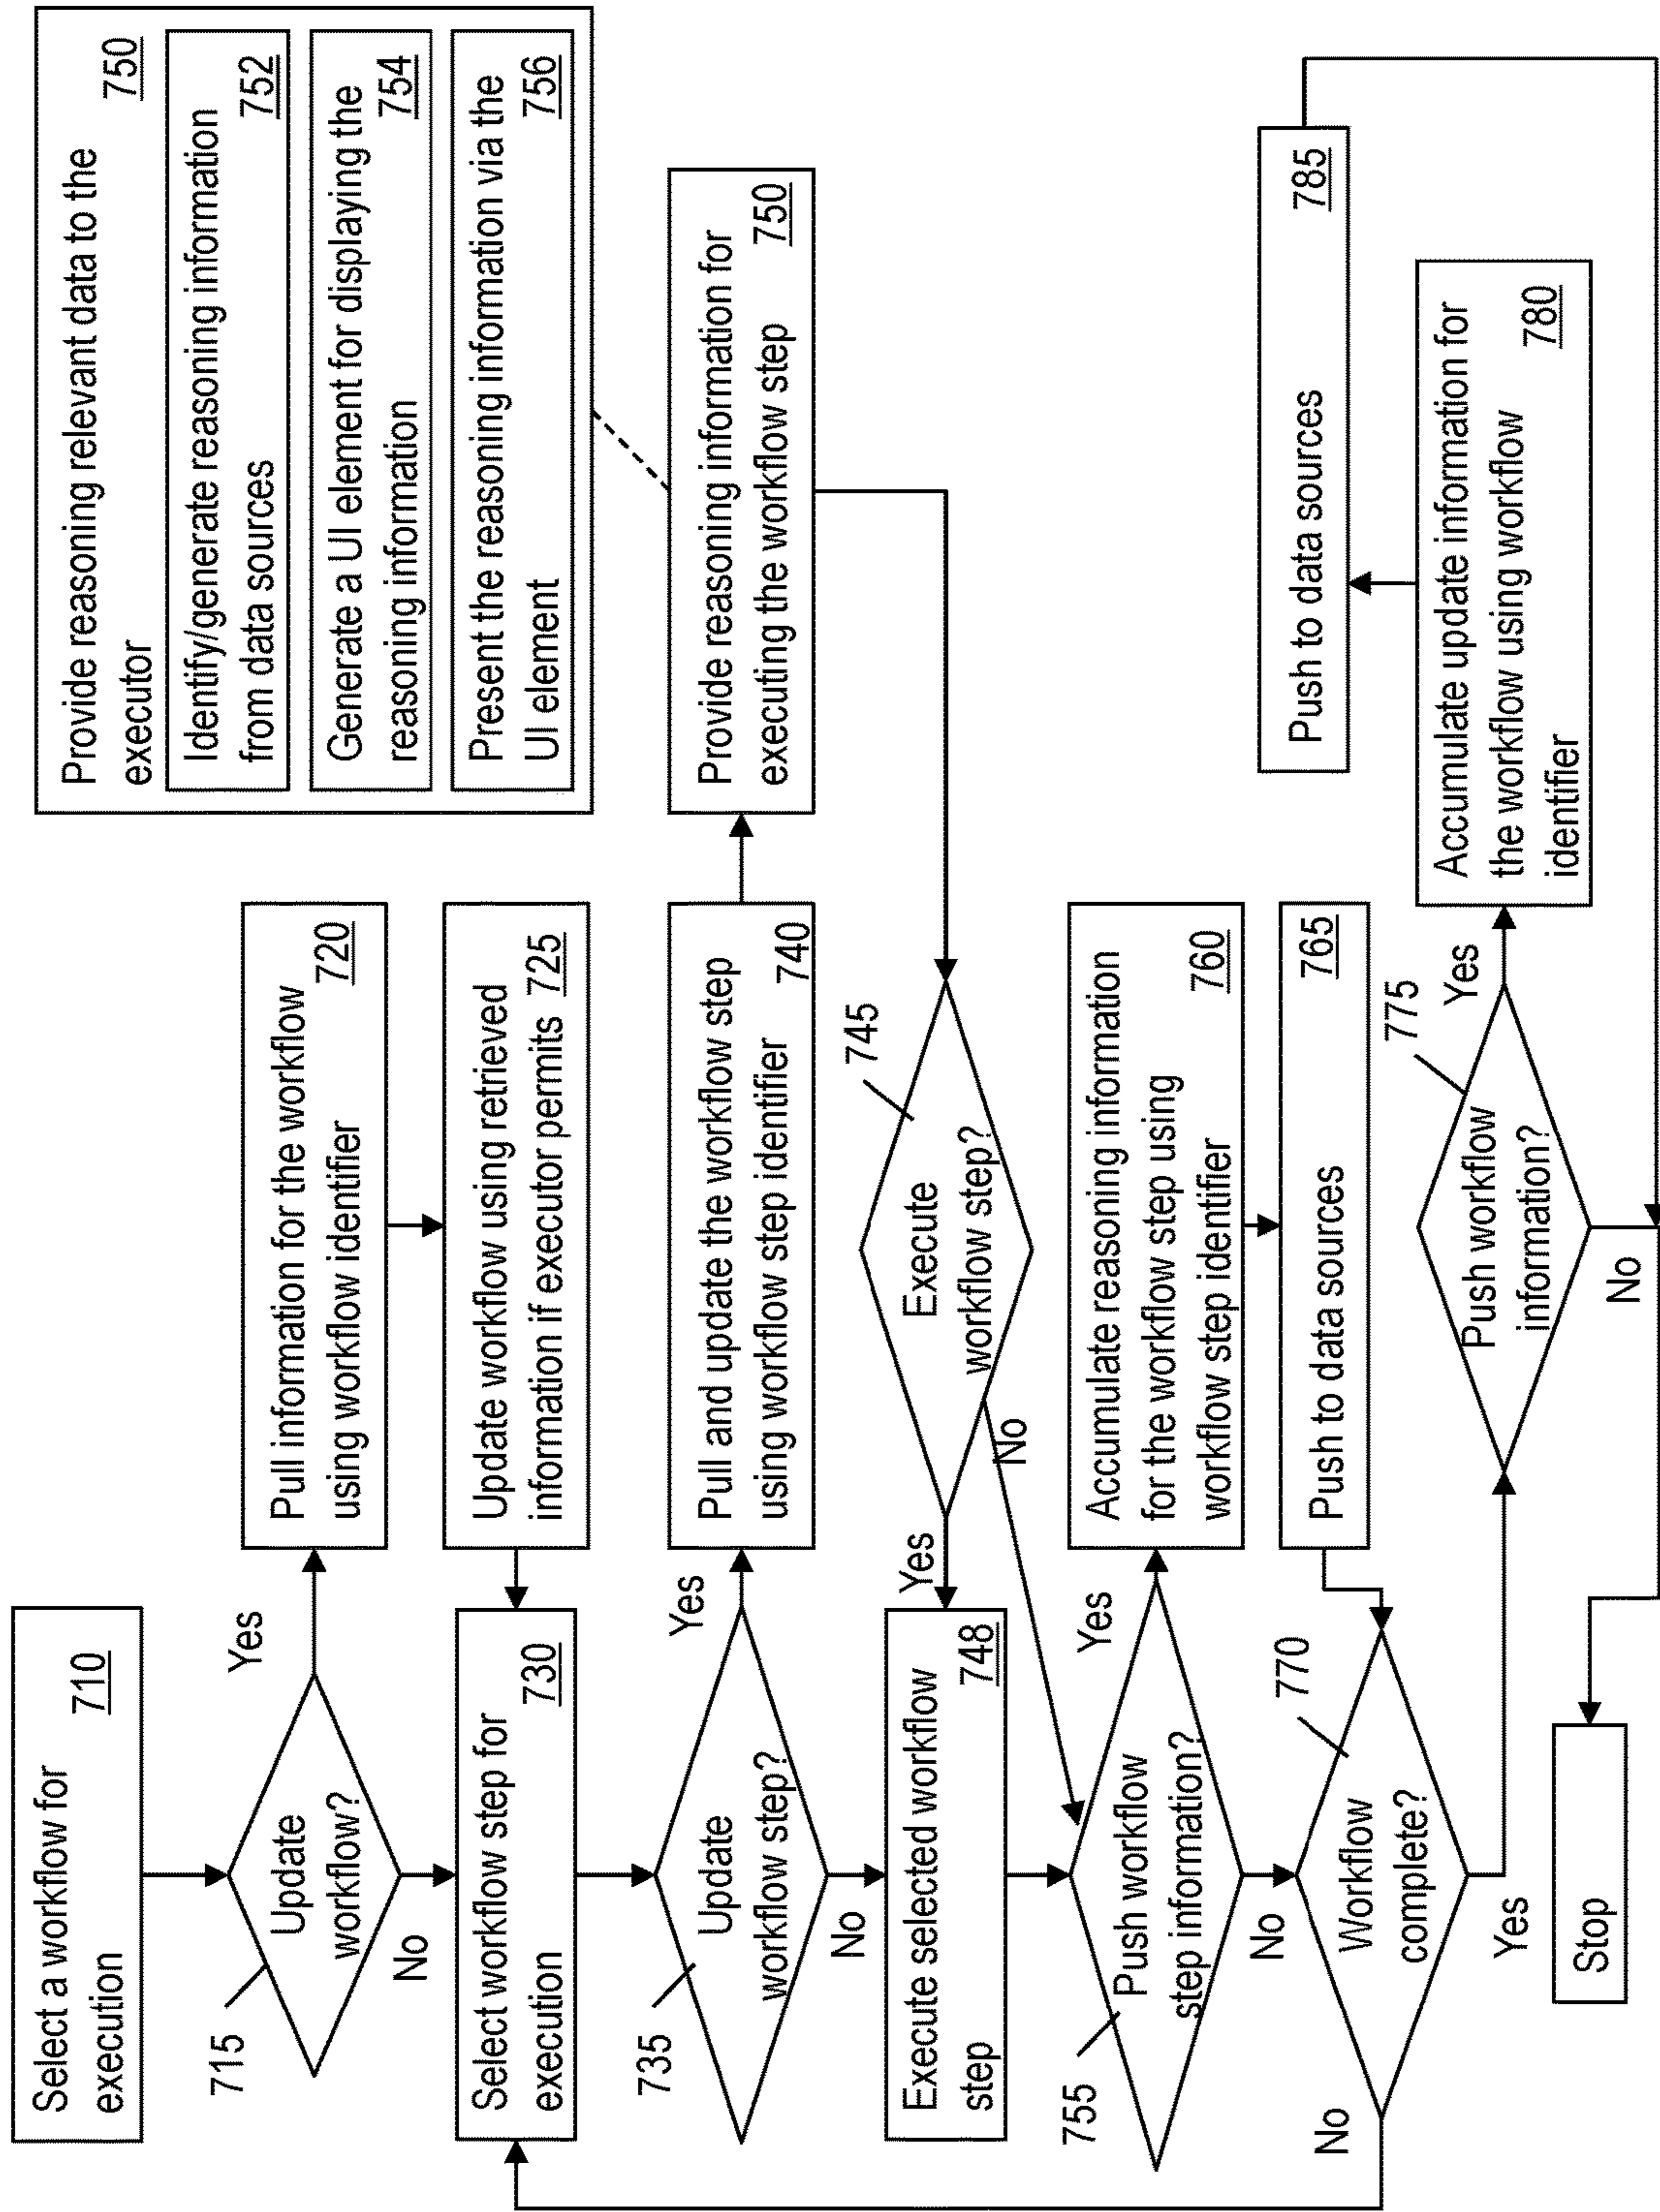 Select a workflow for
execution
710
715
Update
workflow?
Yes
No
Pull information for the workflow
using workflow identifier
720
Update workflow using retrieved
information if executor permits 725
Select workflow step for
execution
730
735
Update
workflow step?
Yes
No
Pull and update the workflow step
using workflow step identifier
740
Provide reasoning information for
executing the workflow step
750
Provide reasoning relevant data to the
executor
750
Identify/generate reasoning information
from data sources
752
Generate a UI element for displaying the
reasoning information
754
Present the reasoning information via the
UI element
756
745
Execute
workflow step?
Yes
No
Execute selected workflow
step
748
755
Push workflow
step information?
Yes
No
Accumulate reasoning information
for the workflow step using
workflow step identifier
760
Push to data sources
765
770
Workflow
complete?
No
Yes
775
Push workflow
information?
Yes
No
Accumulate update information for
the workflow using workflow
identifier
780
Push to data sources
785
Stop